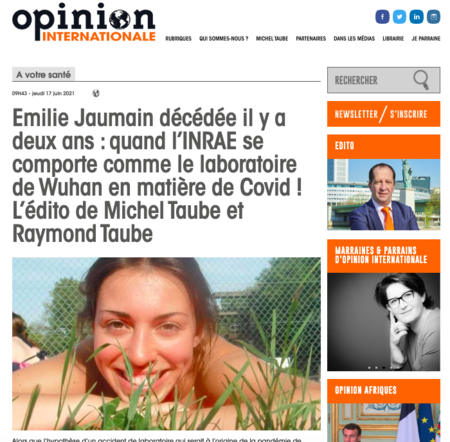 opinion
INTERNATIONALE
RUBRIQUES QUI SOMMES-NOUS ? MICHEL TAUBE PARTENAIRES DANS LES MÉDIAS LIBRAIRIE JE PARRAINE
A votre santé
09H43 - jeudi 17 juin 2021
Emilie Jaumain décédée il y a
deux ans : quand l’INRAE se
comporte comme le laboratoire
de Wuhan en matière de Covid !
L’édito de Michel Taube et
Raymond Taube
Alors que l’hypothèse d’un accident de laboratoire qui serait à l’origine de la pandémie de
RECHERCHER
NEWSLETTER / S’INSCRIRE
EDITO
MARRAINES & PARRAINS
D’OPINION INTERNATIONALE
OPINION AFRIQUES